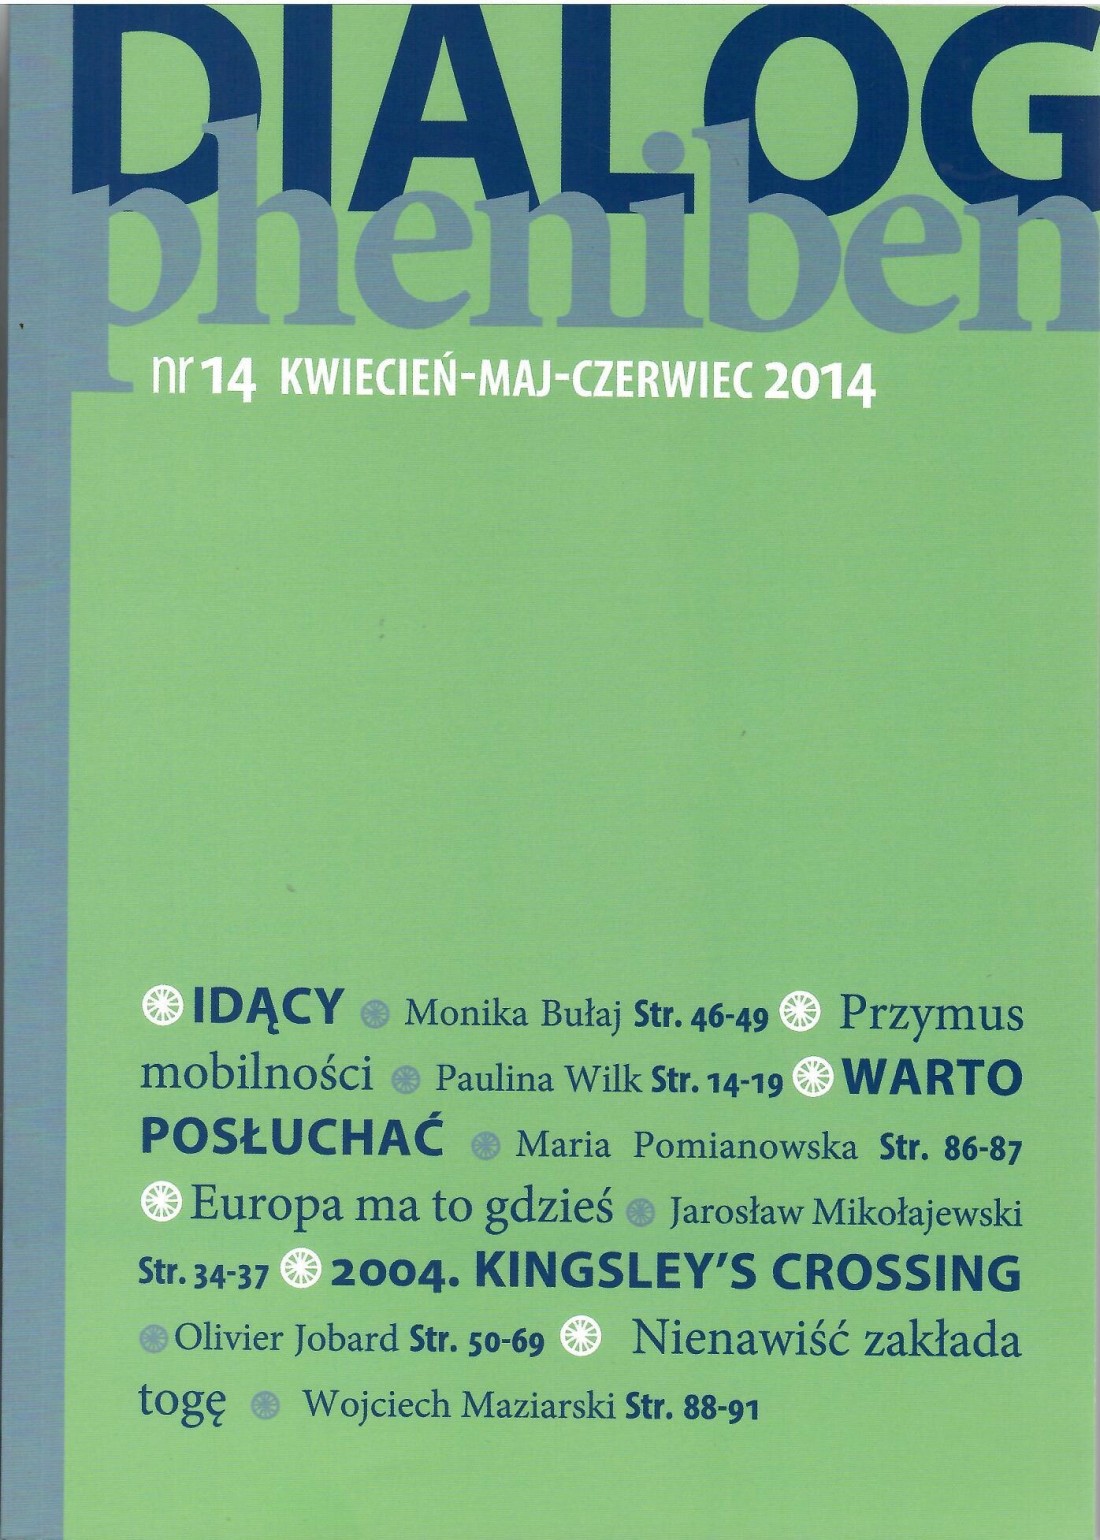 DIALOG
pheniben
nr 14 KWIECIEŃ-MAJ-CZERWIEC 2014
IDĄCY Monika Bułaj Str. 46-49 Przymus
mobilności Paulina Wilk Str. 14-19 WARTO
POSŁUCHAĆ Maria Pomianowska Str. 86-87
Europa ma to gdzieś Jarosław Mikołajewski
Str. 34-37 2004. KINGSLEY'S CROSSING
Olivier Jobard Str. 50-69 Nienawiść zakłada
togę Wojciech Maziarski Str. 88-91